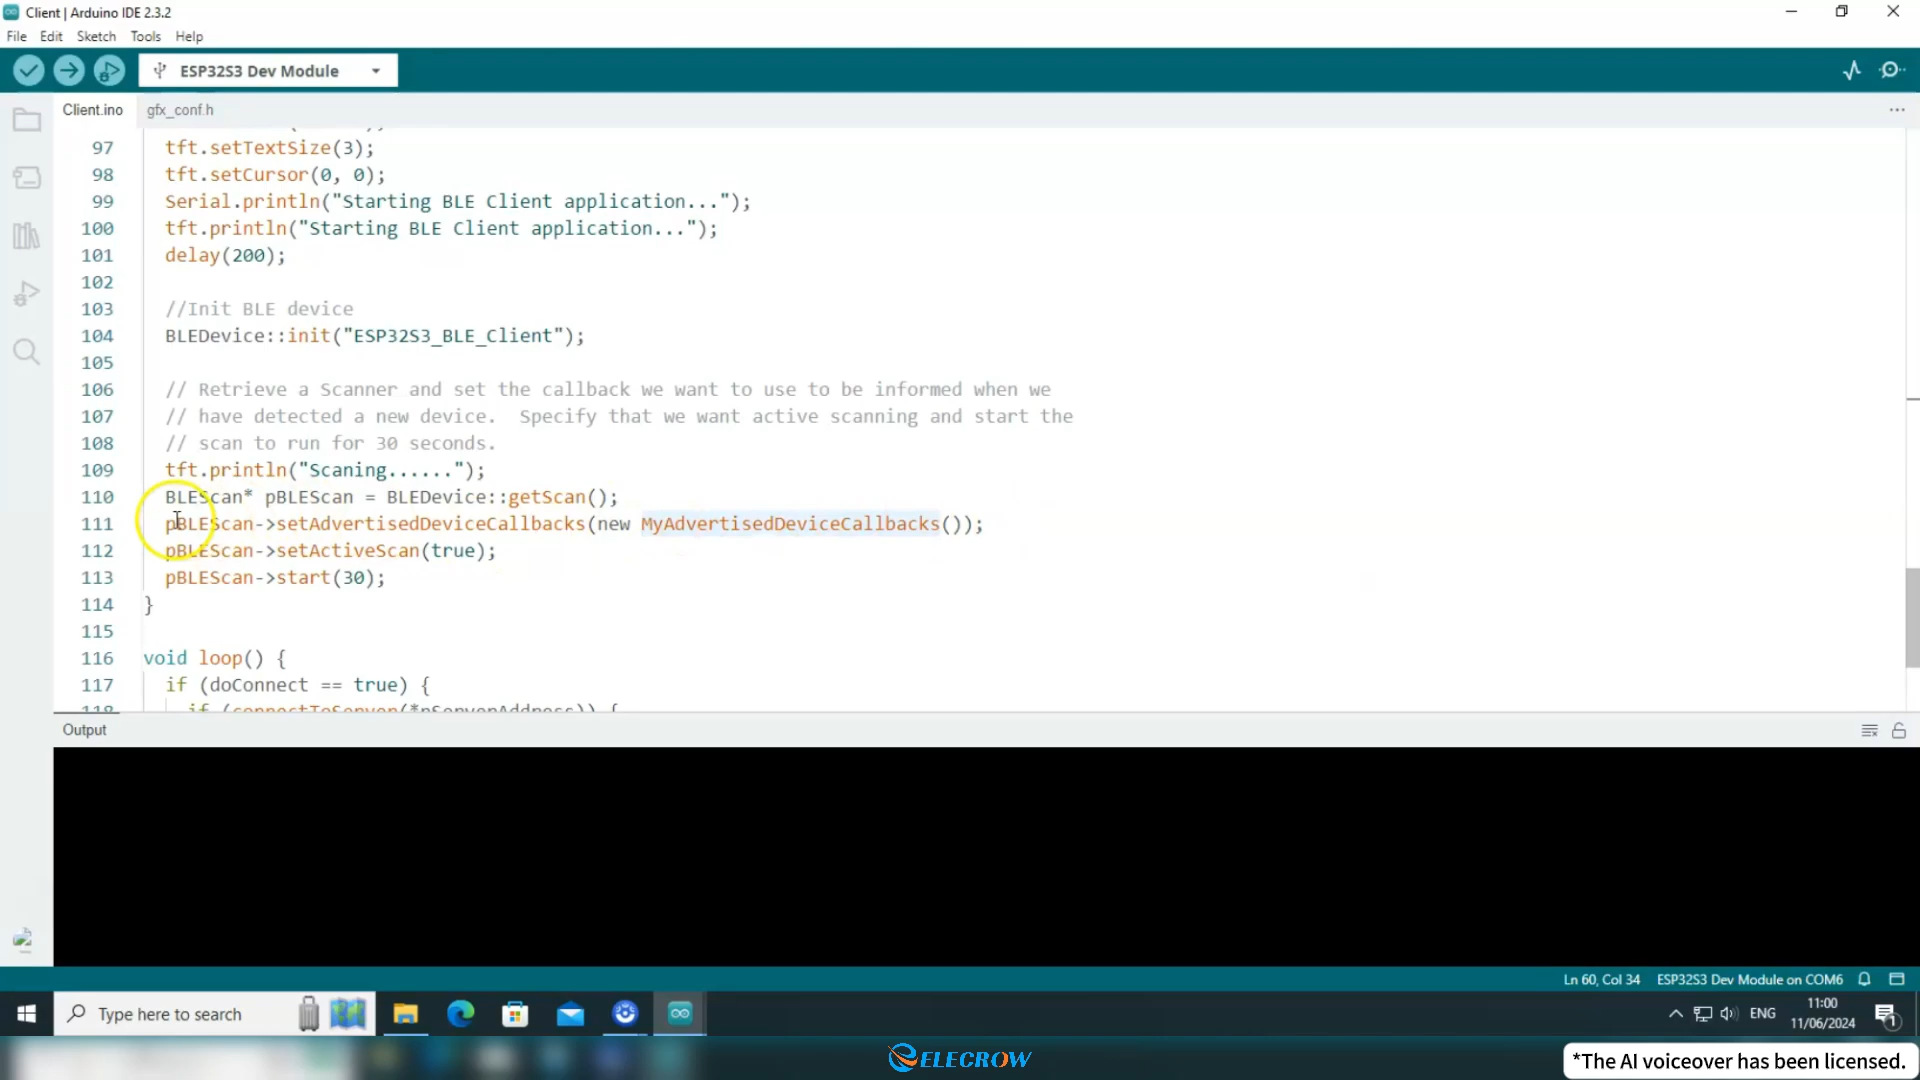 Client | Arduino IDE 2.3.2
File Edit Sketch Tools Help
ESP32S3 Dev Module
Client.ino gfx_conf.h
97 tft.setTextSize(3);
98 tft.setCursor(0, 0);
99 Serial.println("Starting BLE Client application...");
100 tft.println("Starting BLE Client application...");
101 delay(200);
102
103 //Init BLE device
104 BLEDevice::init("ESP32S3_BLE_Client");
105
106 // Retrieve a Scanner and set the callback we want to use to be informed when we
107 // have detected a new device.  Specify that we want active scanning and start the
108 // scan to run for 30 seconds.
109 tft.println("Scaning......");
110 BLEScan* pBLEScan = BLEDevice::getScan();
111 pBLEScan->setAdvertisedDeviceCallbacks(new MyAdvertisedDeviceCallbacks());
112 pBLEScan->setActiveScan(true);
113 pBLEScan->start(30);
114 }
115
116 void loop() {
117 if (doConnect == true) {
118 if (connectToServer(*pServerAddress)) {
Output
Ln 60, Col 34 ESP32S3 Dev Module on COM6
Type here to search
ENG
11:00
11/06/2024
1
ELECROW
*The AI voiceover has been licensed.